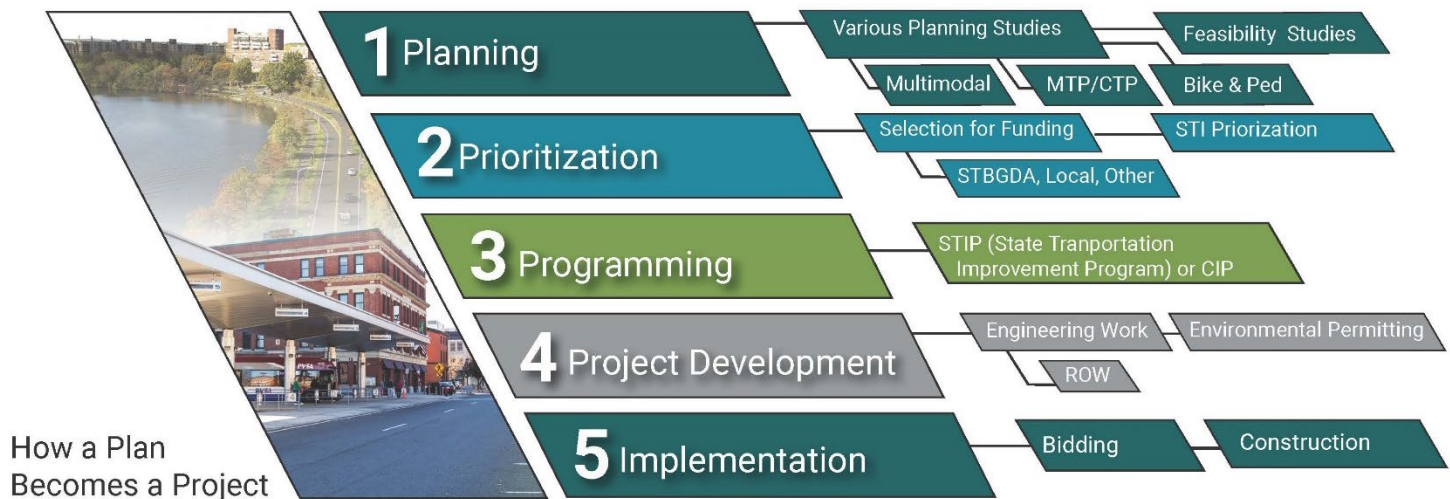 1 Planning
Various Planning Studies
Feasibility Studies
Multimodal
MTP/CTP
Bike & Ped
2 Prioritization
Selection for Funding
STI Priorization
STBGDA, Local, Other
3 Programming
STIP (State Tranportation
Improvement Program) or CIP
4 Project Development
Engineering Work
Environmental Permitting
ROW
5 Implementation
Bidding
Construction
How a Plan
Becomes a Project